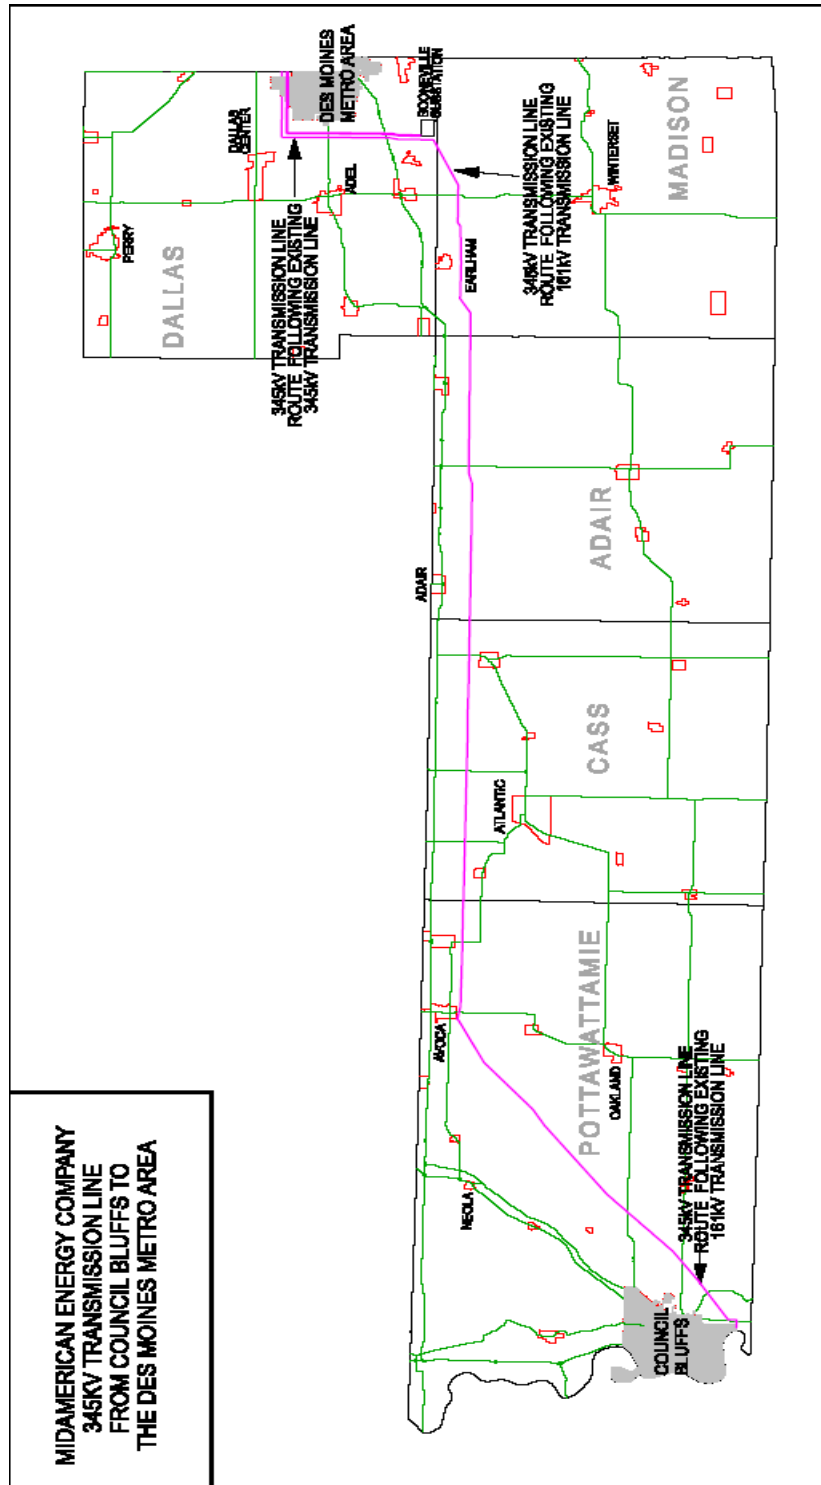 MIDAMERICAN ENERGY COMPANY
345KV TRANSMISSION LINE
FROM COUNCIL BLUFFS TO
THE DES MOINES METRO AREA
NEOLA
AVOCA
ADAIR
EARLHAM
BOONEVILLE
SUBSTATION
DES MOINES
METRO AREA
DALLAS
CENTER
ADEL
PERRY
DALLAS
345kV TRANSMISSION LINE
ROUTE FOLLOWING EXISTING
345kV TRANSMISSION LINE
345kV TRANSMISSION LINE
ROUTE FOLLOWING EXISTING
161kV TRANSMISSION LINE
WINTERSET
MADISON
ADAIR
CASS
ATLANTIC
POTTAWATTAMIE
OAKLAND
COUNCIL
BLUFFS
345kV TRANSMISSION LINE
ROUTE FOLLOWING EXISTING
161kV TRANSMISSION LINE